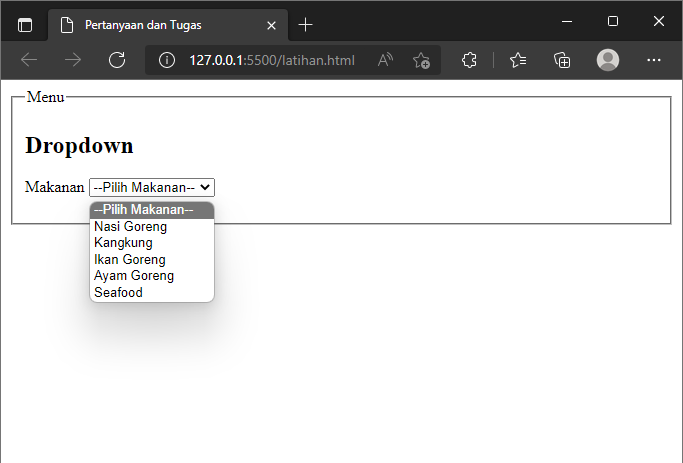 Pertanyaan dan Tugas
127.0.0.1:5500/latihan.html
Menu
Dropdown
Makanan --Pilih Makanan--
--Pilih Makanan--
Nasi Goreng
Kangkung
Ikan Goreng
Ayam Goreng
Seafood